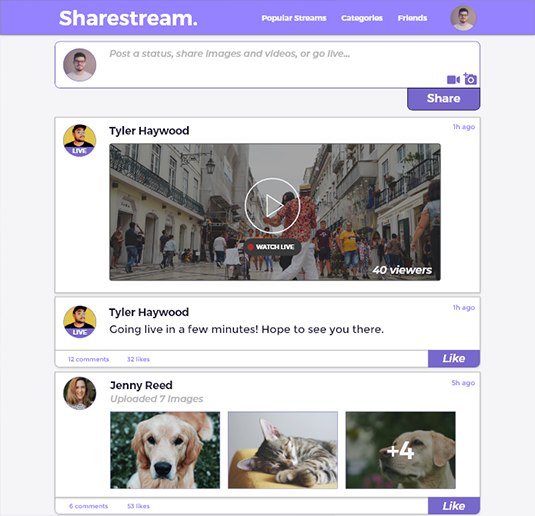 Sharestream.
Popular Streams Categories Friends
Post a status, share images and videos, or go live...
Share
Tyler Haywood
1h ago
LIVE
WATCH LIVE
40 viewers
Tyler Haywood
1h ago
LIVE
Going live in a few minutes! Hope to see you there.
12 comments 32 likes
Like
Jenny Reed
5h ago
Uploaded 7 Images
+4
6 comments 53 likes
Like